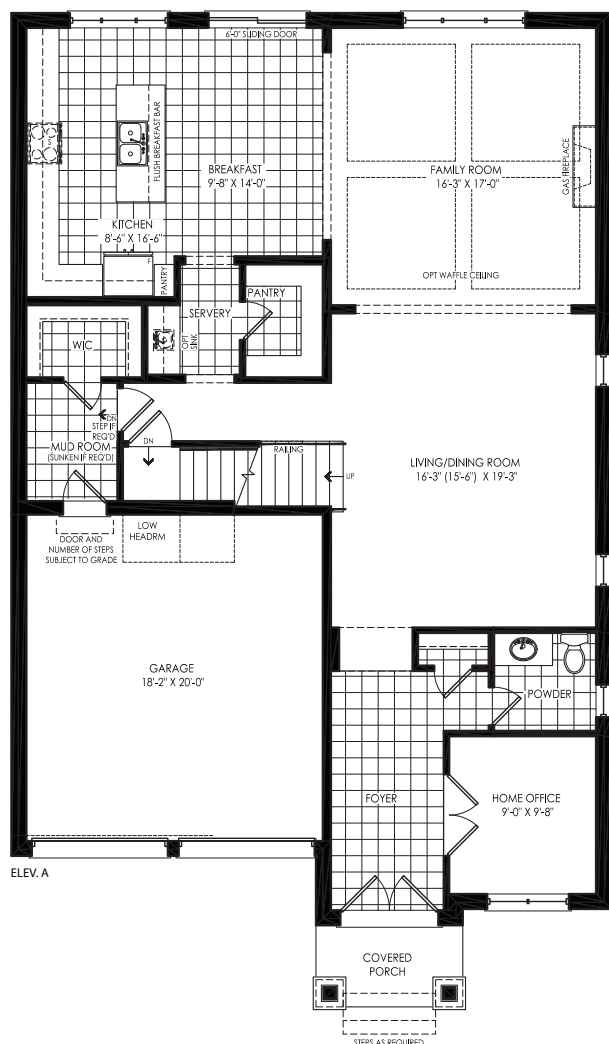 6'-0" SLIDING DOOR
FLUSH BREAKFAST BAR
BREAKFAST
9'-8" X 14'-0"
FAMILY ROOM
16'-3" X 17'-0"
GAS FIREPLACE
S
KITCHEN
8'-6" X 16'-6"
F
PANTRY
OPT WAFFLE CEILING
PANTRY
SERVERY
OPT
SINK
WIC
DN
STEP IF
REQ'D
MUD ROOM
(SUNKEN IF REQ'D)
DN
RAILING
UP
LIVING/DINING ROOM
16'-3" (15'-6") X 19'-3"
DOOR AND
NUMBER OF STEPS
SUBJECT TO GRADE
LOW
HEADRM
GARAGE
18'-2" X 20'-0"
POWDER
FOYER
HOME OFFICE
9'-0" X 9'-8"
ELEV. A
COVERED
PORCH
STEPS AS REQUIRED